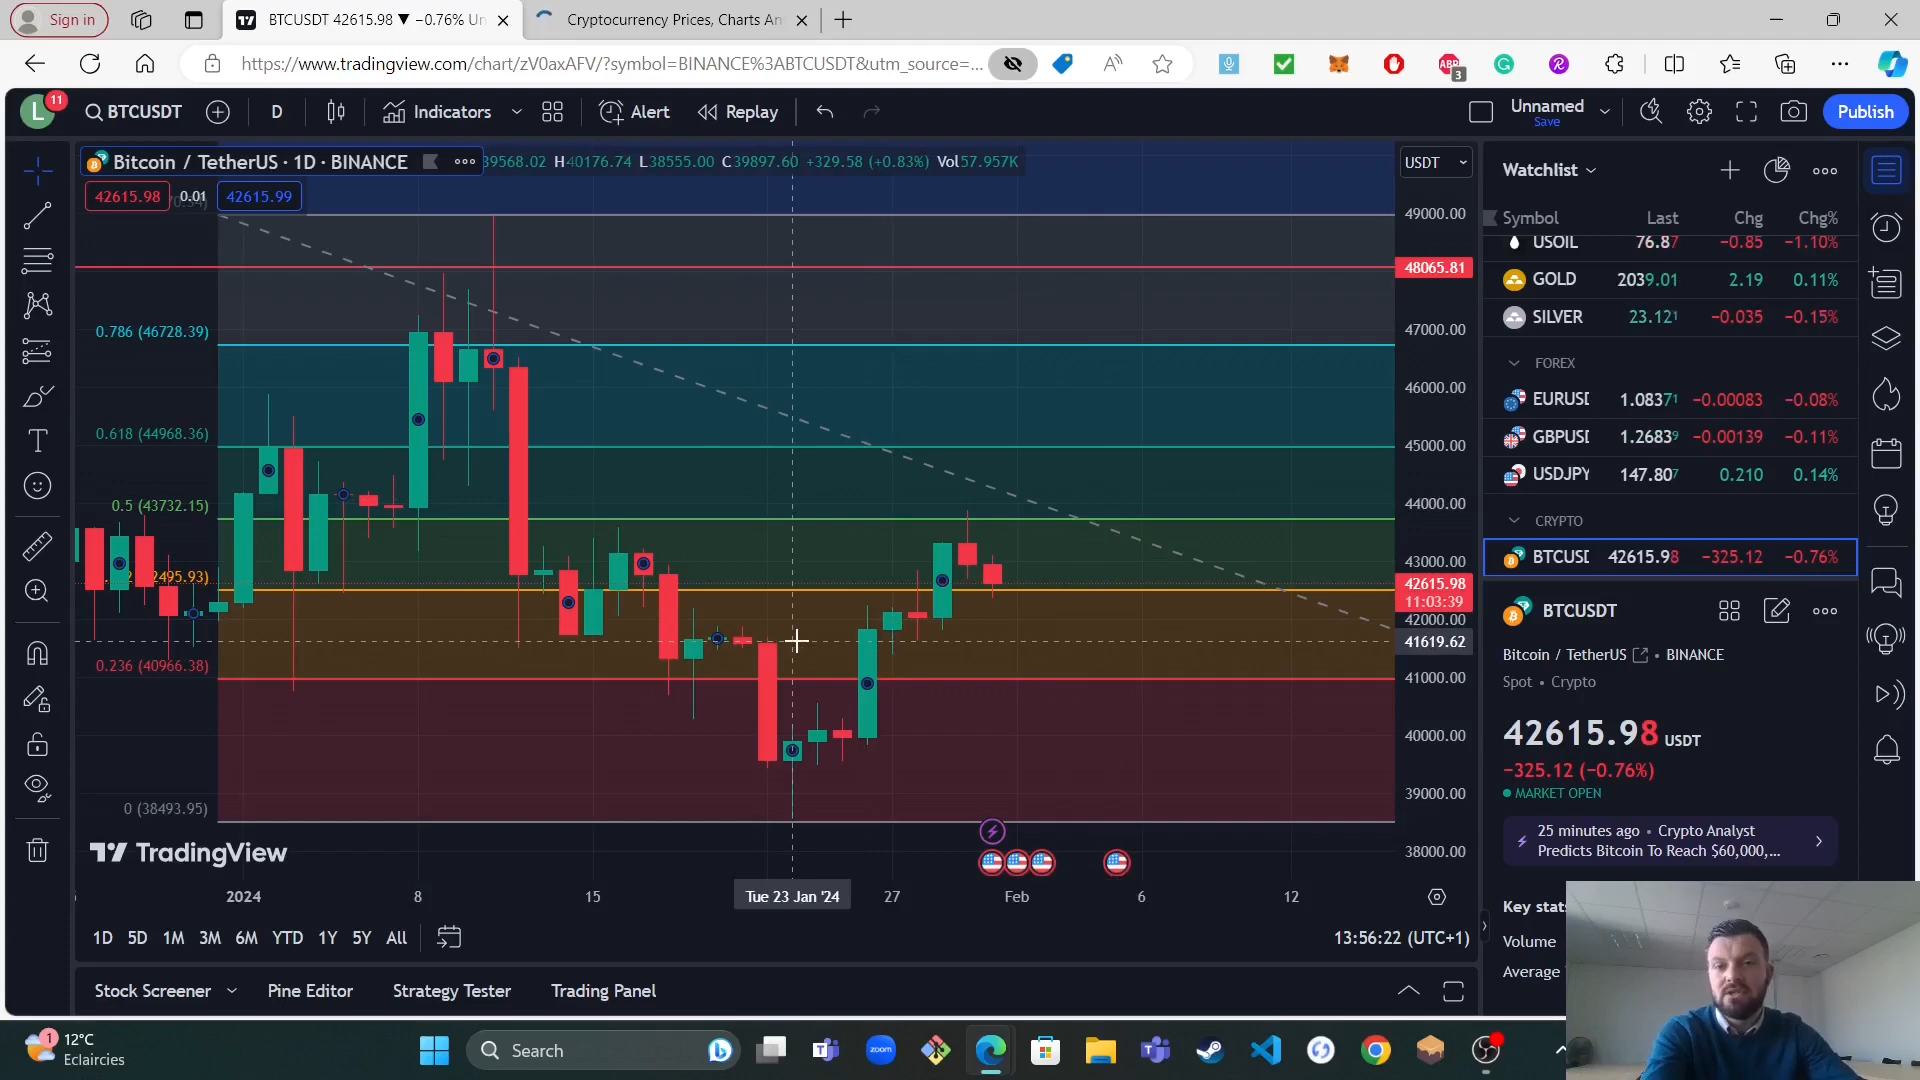 Sign in
BTCUSDT 42615.98 ▼ −0.76% Un
Cryptocurrency Prices, Charts An
https://www.tradingview.com/chart/zV0axAFV/?symbol=BINANCE%3ABTCUSDT&utm_source=...
ABP
3
L
11
BTCUSDT
D
Indicators
Alert
Replay
Unnamed
Save
Publish
Bitcoin / TetherUS · 1D · BINANCE
39568.02 H40176.74 L38555.00 C39897.60 +329.58 (+0.83%) Vol57.957K
USDT
42615.98
0.01
42615.99
49000.00
48065.81
0.786 (46728.39)
47000.00
46000.00
0.618 (44968.36)
45000.00
0.5 (43732.15)
44000.00
43000.00
2495.93)
42615.98
11:03:39
42000.00
41619.62
0.236 (40966.38)
41000.00
40000.00
0 (38493.95)
39000.00
38000.00
TradingView
2024
8
15
Tue 23 Jan '24
27
Feb
6
12
1D 5D 1M 3M 6M YTD 1Y 5Y All
13:56:22 (UTC+1)
Stock Screener
Pine Editor
Strategy Tester
Trading Panel
Watchlist
Symbol Last Chg Chg%
USOIL 76.87 −0.85 −1.10%
GOLD 2039.01 2.19 0.11%
SILVER 23.121 −0.035 −0.15%
FOREX
EURUSD 1.08371 −0.00083 −0.08%
GBPUSD 1.26839 −0.00139 −0.11%
USDJPY 147.807 0.210 0.14%
CRYPTO
BTCUSD 42615.98 −325.12 −0.76%
BTCUSDT
Bitcoin / TetherUS • BINANCE
Spot • Crypto
42615.98 USDT
−325.12 (−0.76%)
MARKET OPEN
25 minutes ago • Crypto Analyst
Predicts Bitcoin To Reach $60,000,...
Key stats
Volume
Average
1
12°C
Eclaircies
Search
zoom